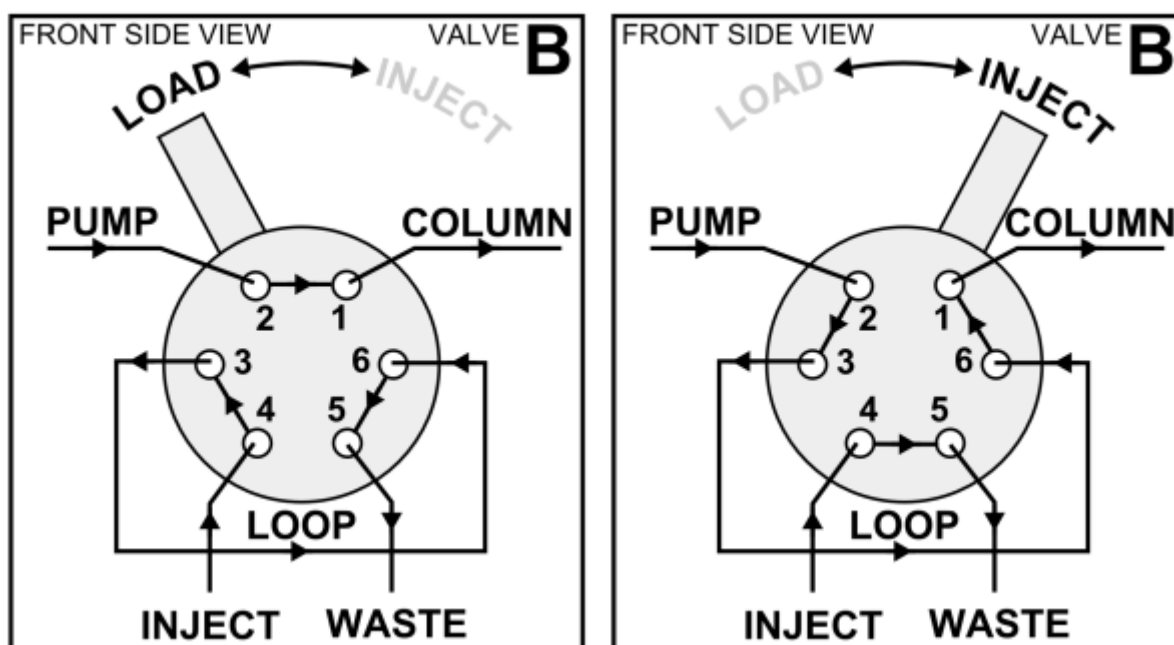 FRONT SIDE VIEW VALVE B
LOAD INJECT
PUMP COLUMN
2 1
3 6
4 5
LOOP
INJECT WASTE
FRONT SIDE VIEW VALVE B
LOAD INJECT
PUMP COLUMN
2 1
3 6
4 5
LOOP
INJECT WASTE